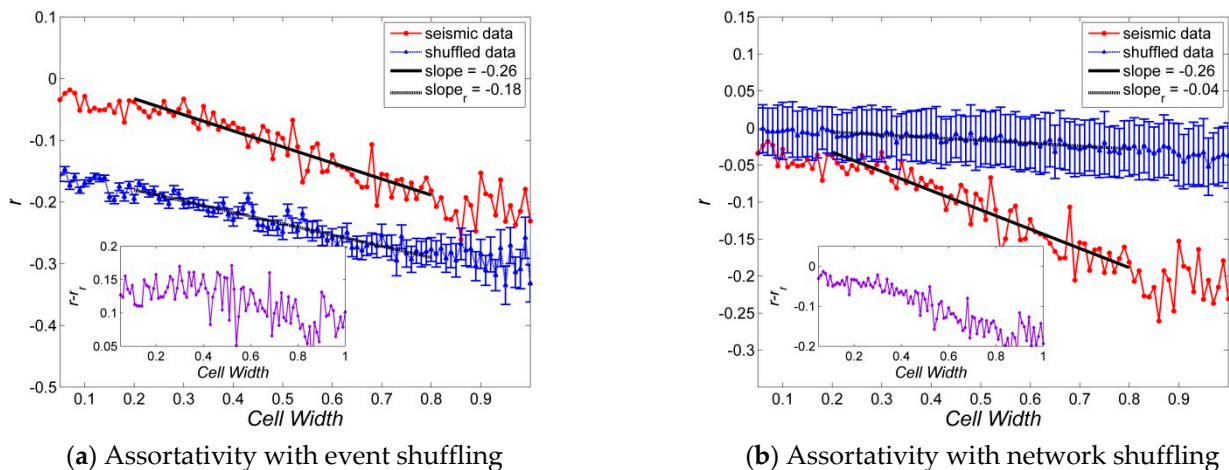 0.1
0
-0.1
-0.2
-0.3
-0.4
-0.5
r
seismic data
shuffled data
slope = -0.26
slope_r = -0.18
0.2
0.15
0.1
0.05
r-r_r
0.2 0.4 0.6 0.8 1
Cell Width
0.1 0.2 0.3 0.4 0.5 0.6 0.7 0.8 0.9
Cell Width
(a) Assortativity with event shuffling
0.15
0.1
0.05
0
-0.05
-0.1
-0.15
-0.2
-0.3
r
seismic data
shuffled data
slope = -0.26
slope_r = -0.04
0
-0.1
-0.2
r-r_r
0.2 0.4 0.6 0.8 1
Cell Width
0.1 0.2 0.3 0.4 0.5 0.6 0.7 0.8 0.9
Cell Width
(b) Assortativity with network shuffling